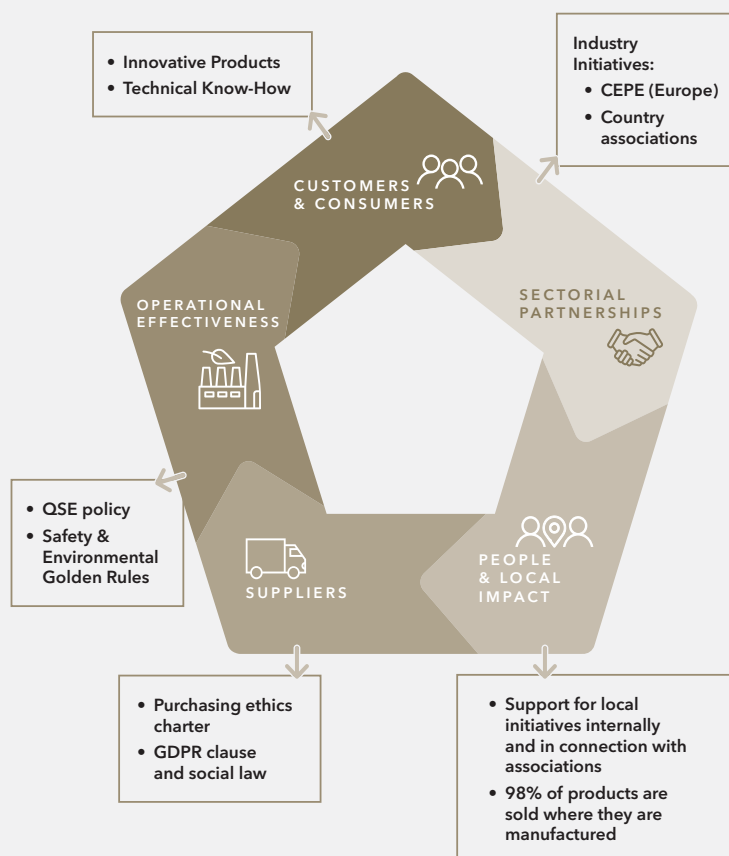 • Innovative Products
• Technical Know-How
Industry
Initiatives:
• CEPE (Europe)
• Country
associations
CUSTOMERS
& CONSUMERS
SECTORIAL
PARTNERSHIPS
OPERATIONAL
EFFECTIVENESS
• QSE policy
• Safety &
Environmental
Golden Rules
SUPPLIERS
PEOPLE
& LOCAL
IMPACT
• Purchasing ethics
charter
• GDPR clause
and social law
• Support for local
initiatives internally
and in connection with
associations
• 98% of products are
sold where they are
manufactured